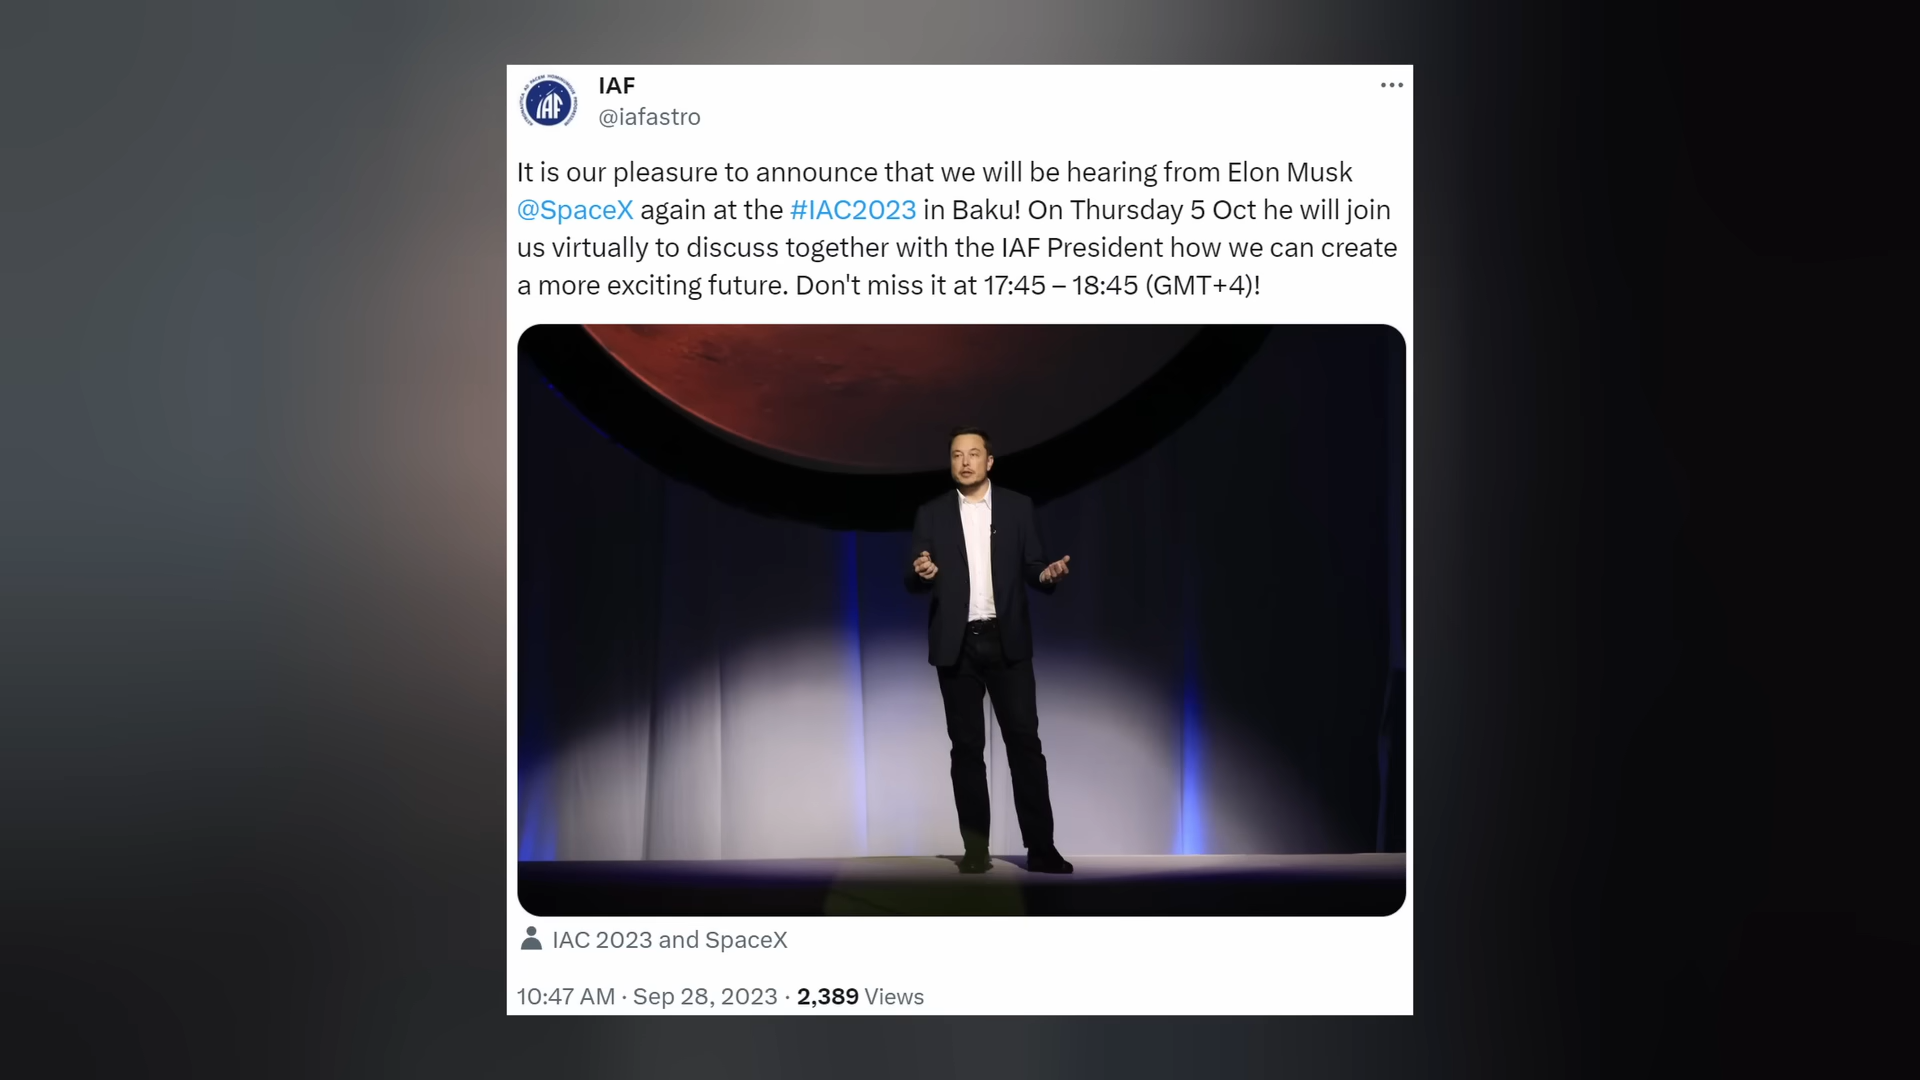 IAF
@iafastro
It is our pleasure to announce that we will be hearing from Elon Musk
@SpaceX again at the #IAC2023 in Baku! On Thursday 5 Oct he will join
us virtually to discuss together with the IAF President how we can create
a more exciting future. Don't miss it at 17:45 – 18:45 (GMT+4)!
IAC 2023 and SpaceX
10:47 AM · Sep 28, 2023 · 2,389 Views